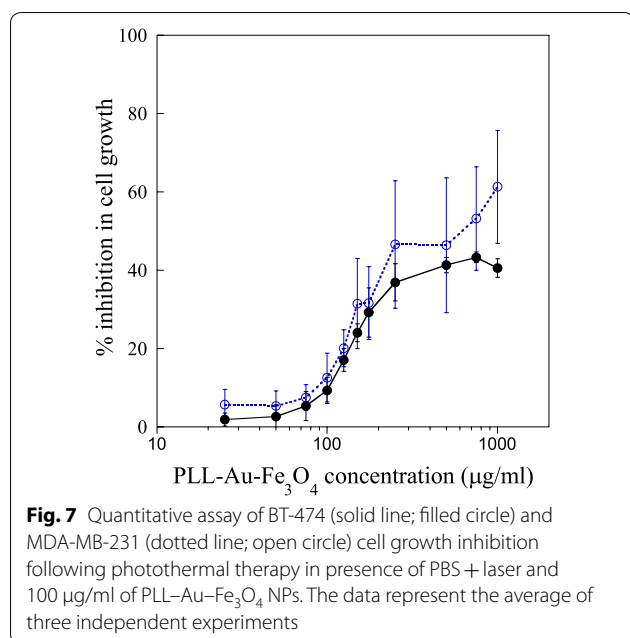 100
80
60
40
20
0
% inhibition in cell growth
10 100 1000
PLL-Au-Fe₃O₄ concentration (µg/ml)
Fig. 7 Quantitative assay of BT-474 (solid line; filled circle) and
MDA-MB-231 (dotted line; open circle) cell growth inhibition
following photothermal therapy in presence of PBS + laser and
100 µg/ml of PLL–Au–Fe₃O₄ NPs. The data represent the average of
three independent experiments